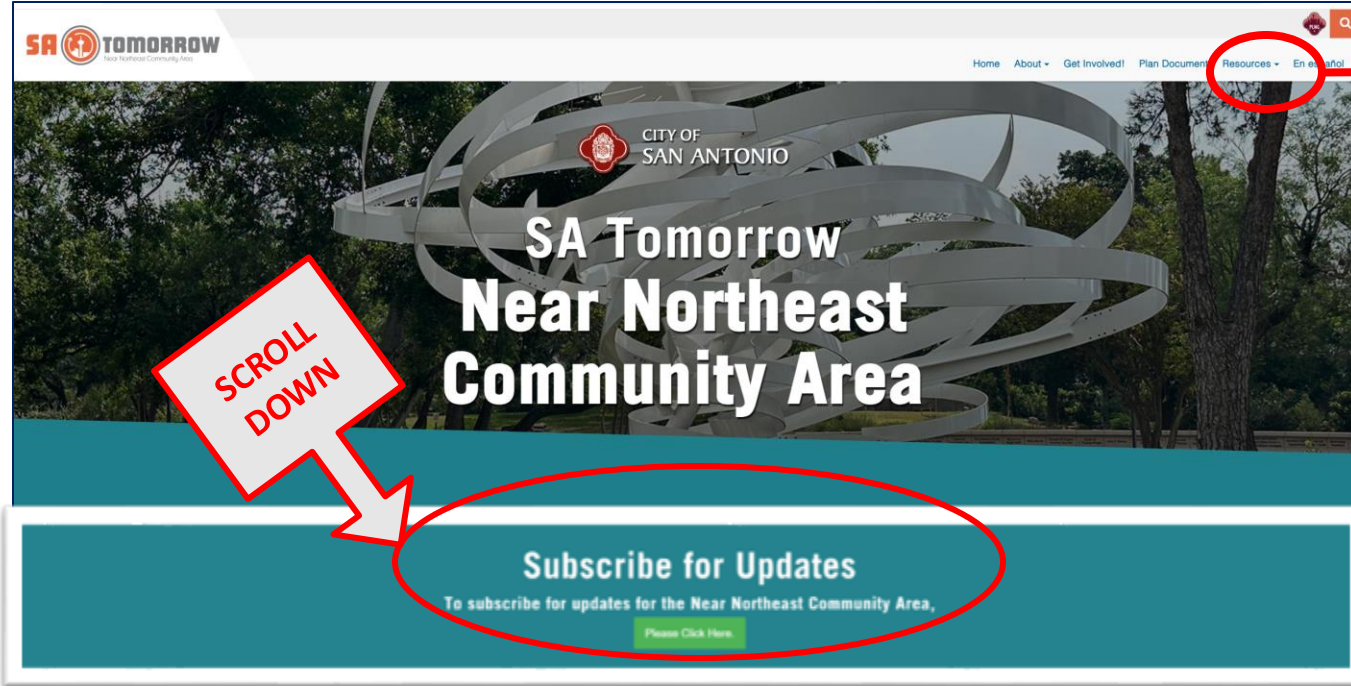 SA TOMORROW
Near Northeast Community Area
Home About Get Involved! Plan Document Resources En español
CITY OF
SAN ANTONIO
SA Tomorrow
Near Northeast
Community Area
SCROLL
DOWN
Subscribe for Updates
To subscribe for updates for the Near Northeast Community Area,
Please Click Here.